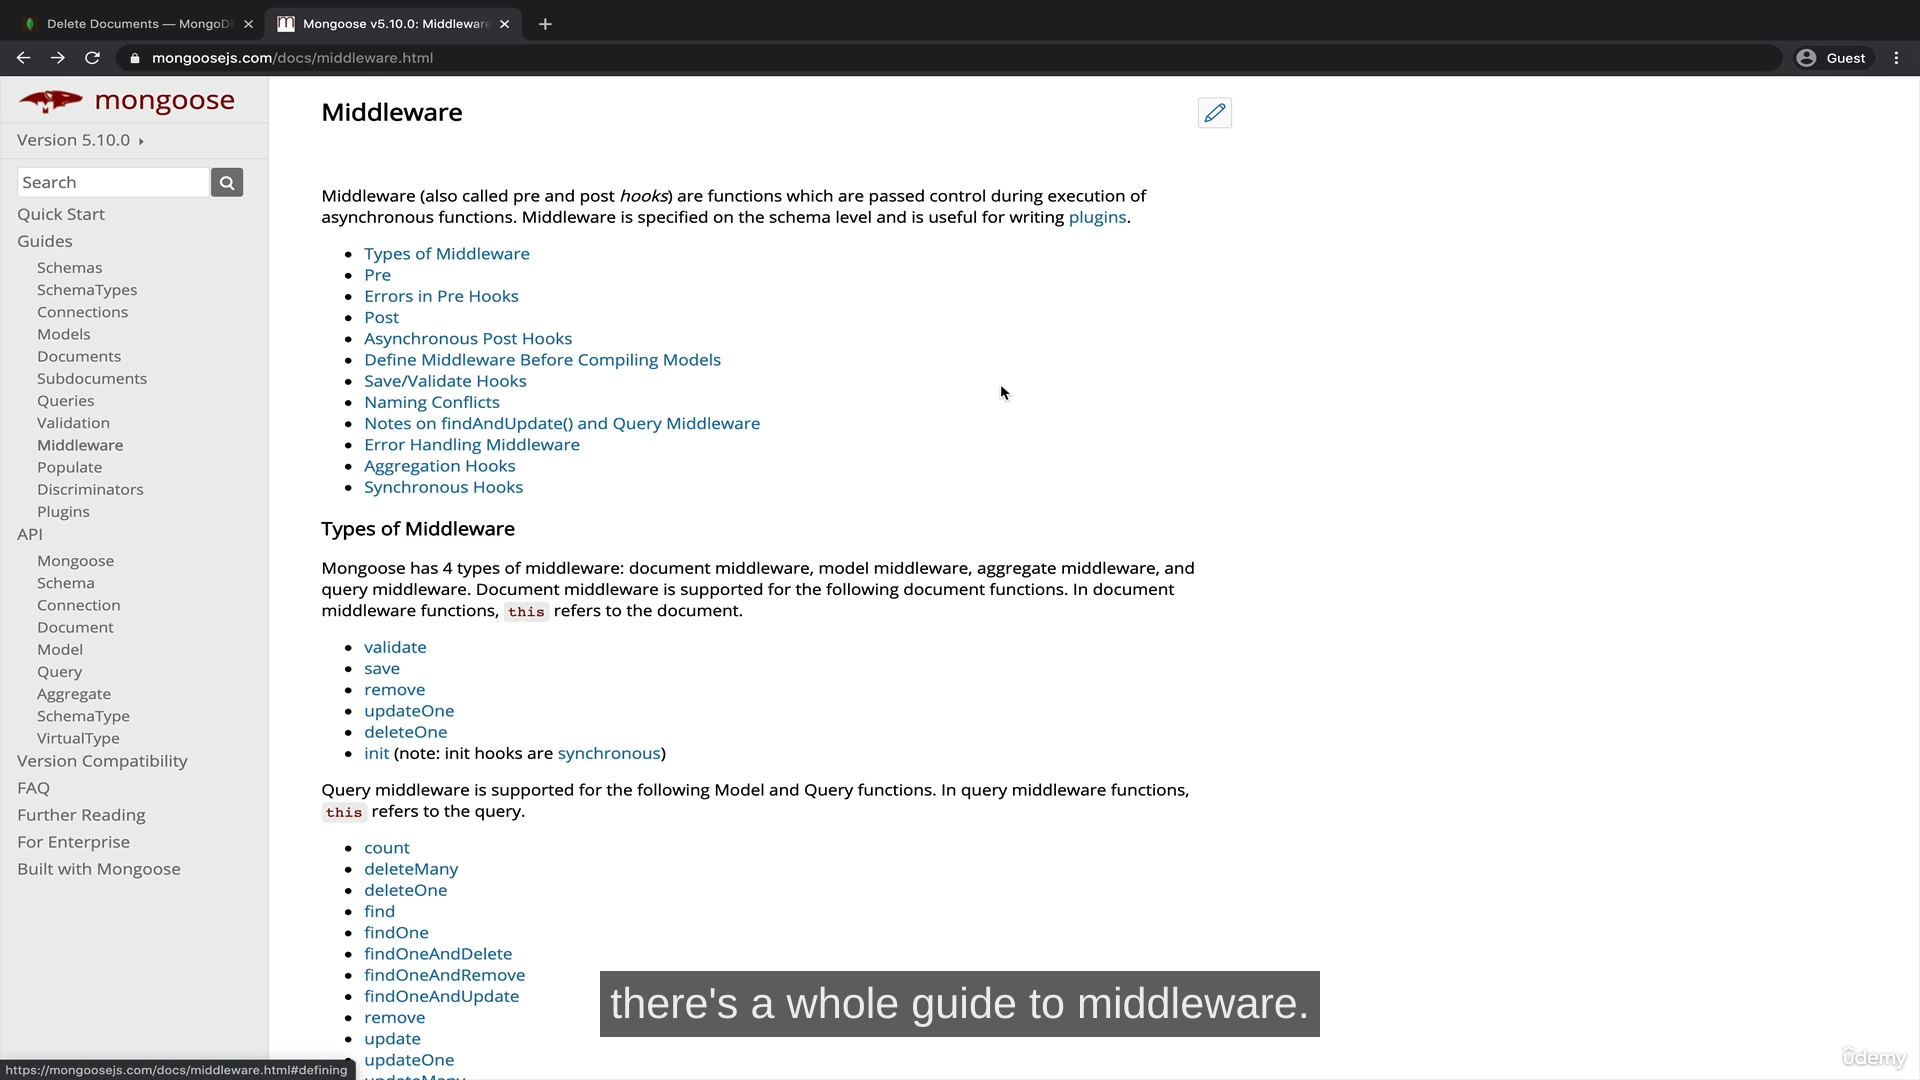 Delete Documents — MongoD
Mongoose v5.10.0: Middleware
mongoosejs.com/docs/middleware.html
Guest
mongoose
Version 5.10.0
Search
Quick Start
Guides
Schemas
SchemaTypes
Connections
Models
Documents
Subdocuments
Queries
Validation
Middleware
Populate
Discriminators
Plugins
API
Mongoose
Schema
Connection
Document
Model
Query
Aggregate
SchemaType
VirtualType
Version Compatibility
FAQ
Further Reading
For Enterprise
Built with Mongoose
Middleware
Middleware (also called pre and post hooks) are functions which are passed control during execution of
asynchronous functions. Middleware is specified on the schema level and is useful for writing plugins.
• Types of Middleware
• Pre
• Errors in Pre Hooks
• Post
• Asynchronous Post Hooks
• Define Middleware Before Compiling Models
• Save/Validate Hooks
• Naming Conflicts
• Notes on findAndUpdate() and Query Middleware
• Error Handling Middleware
• Aggregation Hooks
• Synchronous Hooks
Types of Middleware
Mongoose has 4 types of middleware: document middleware, model middleware, aggregate middleware, and
query middleware. Document middleware is supported for the following document functions. In document
middleware functions, this refers to the document.
• validate
• save
• remove
• updateOne
• deleteOne
• init (note: init hooks are synchronous)
Query middleware is supported for the following Model and Query functions. In query middleware functions,
this refers to the query.
• count
• deleteMany
• deleteOne
• find
• findOne
• findOneAndDelete
• findOneAndRemove
• findOneAndUpdate
• remove
• update
• updateOne
updateMany
there's a whole guide to middleware.
https://mongoosejs.com/docs/middleware.html#defining
ûdemy